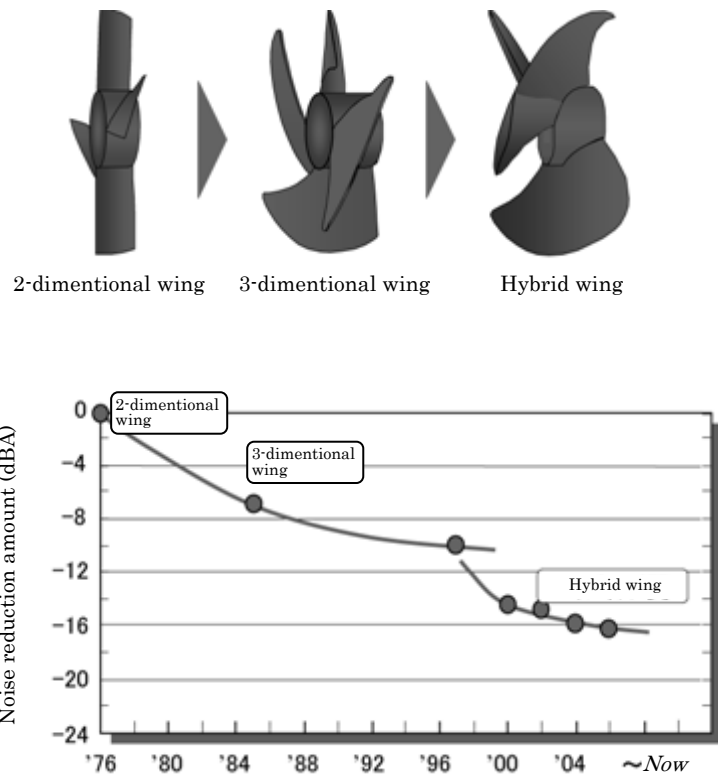 2-dimentional wing
3-dimentional wing
Hybrid wing
Noise reduction amount (dBA)
0
−4
−8
−12
−16
−20
−24
2-dimentional
wing
3-dimentional
wing
Hybrid wing
'76 '80 '84 '88 '92 '96 '00 '04 ~Now